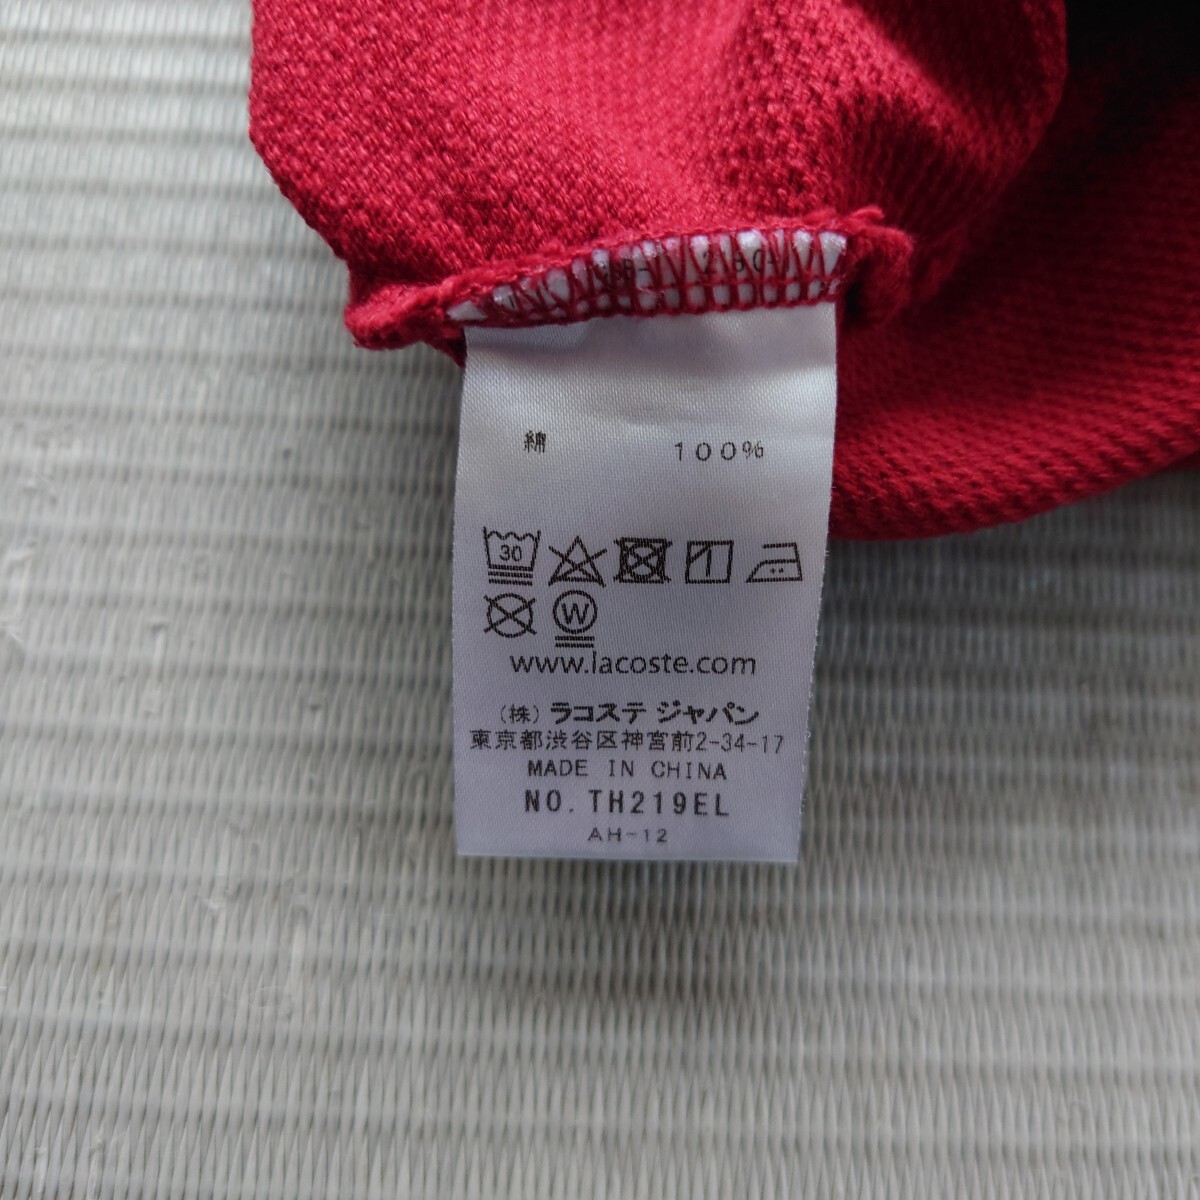 綿 100%
30
W
www.lacoste.com
（株）ラコステ ジャパン
東京都渋谷区神宮前2-34-17
MADE IN CHINA
NO. TH219EL
AH-12